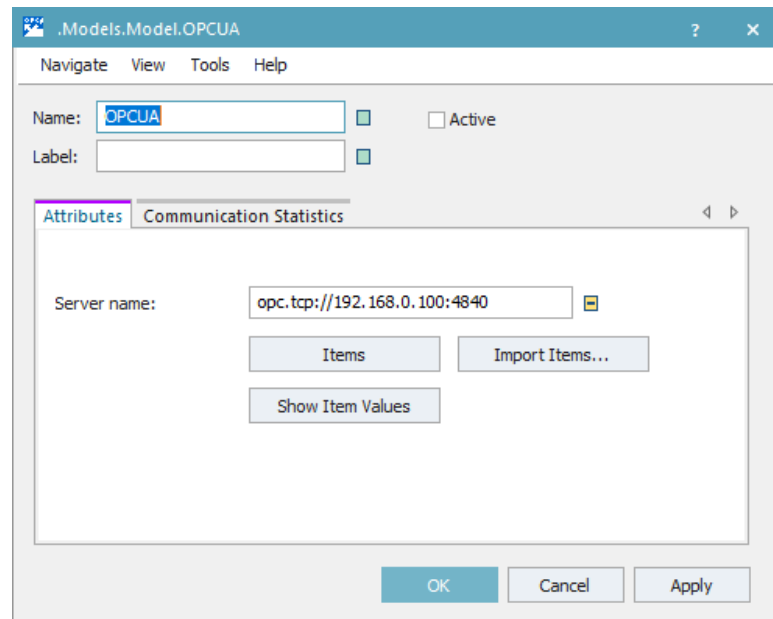 .Models.Model.OPCUA ?
Navigate View Tools Help
Name: OPCUA Active
Label:
Attributes Communication Statistics
Server name: opc.tcp://192.168.0.100:4840
Items Import Items...
Show Item Values
OK Cancel Apply